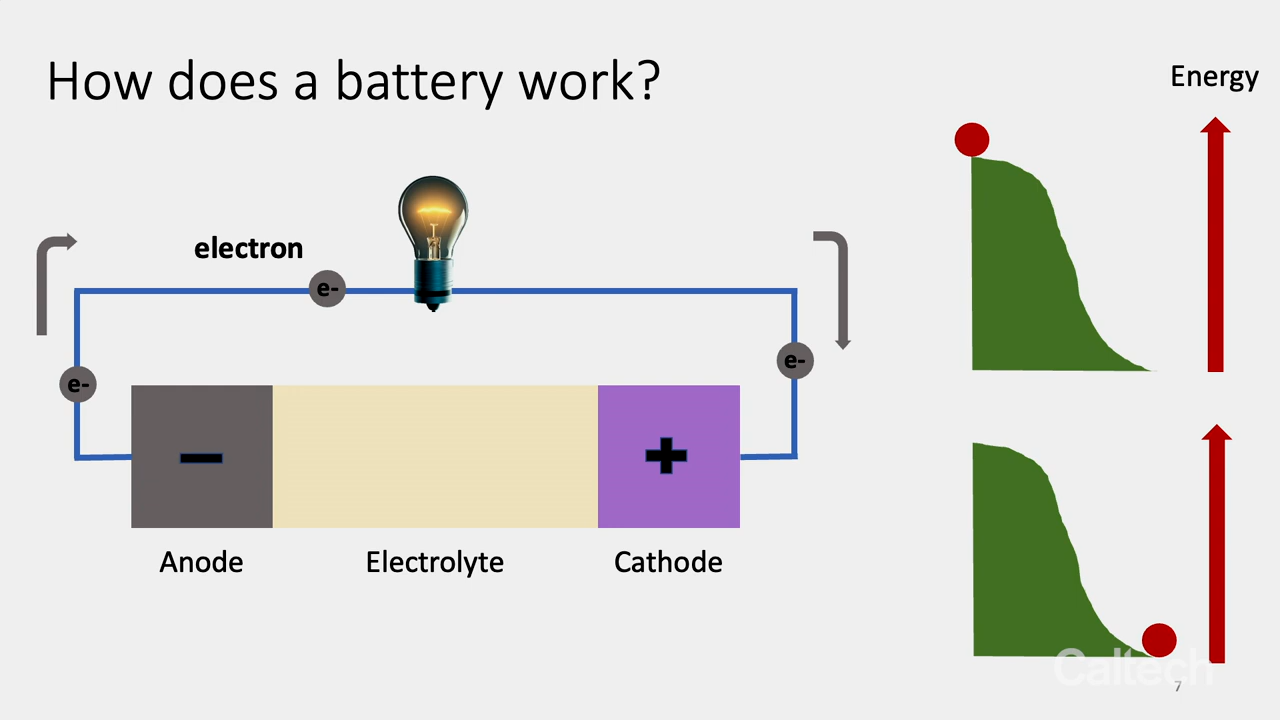 How does a battery work?
Energy
electron
e-
e-
e-
−
+
Anode Electrolyte Cathode
Caltech
7